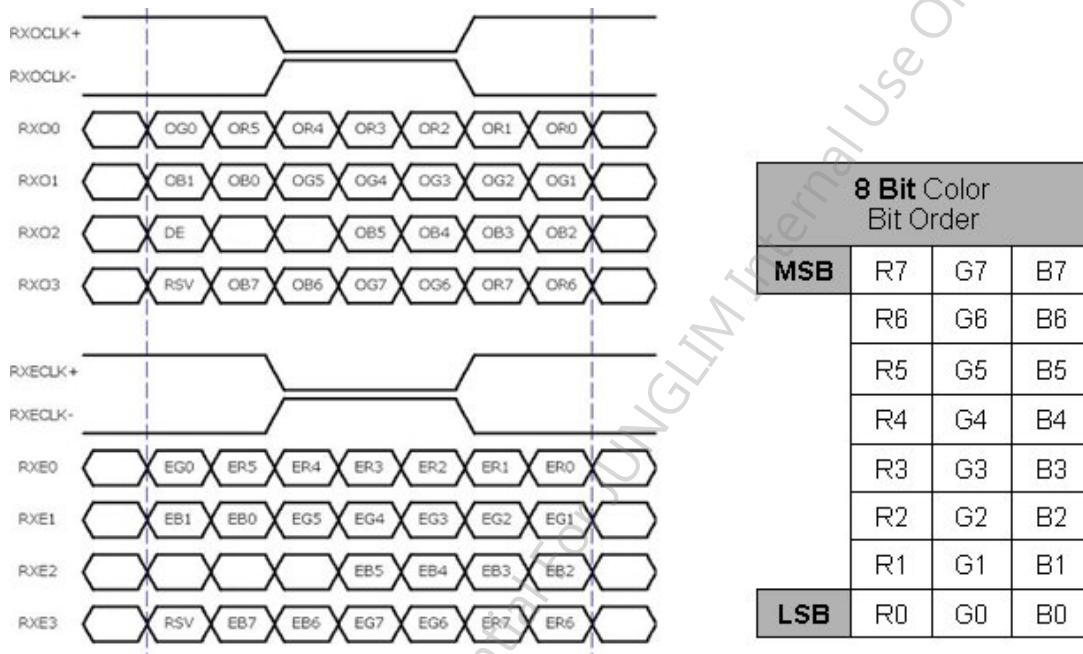 RXOCLK+
RXOCLK-
RXO0 OG0 OR5 OR4 OR3 OR2 OR1 OR0
RXO1 OB1 OB0 OG5 OG4 OG3 OG2 OG1
RXO2 DE OB5 OB4 OB3 OB2
RXO3 RSV OB7 OB6 OG7 OG6 OR7 OR6
RXECLK+
RXECLK-
RXE0 EG0 ER5 ER4 ER3 ER2 ER1 ER0
RXE1 EB1 EB0 EG5 EG4 EG3 EG2 EG1
RXE2 EB5 EB4 EB3 EB2
RXE3 RSV EB7 EB6 EG7 EG6 ER7 ER6
8 Bit Color
Bit Order
MSB R7 G7 B7
R6 G6 B6
R5 G5 B5
R4 G4 B4
R3 G3 B3
R2 G2 B2
R1 G1 B1
LSB R0 G0 B0
For JUNGLIM Internal Use